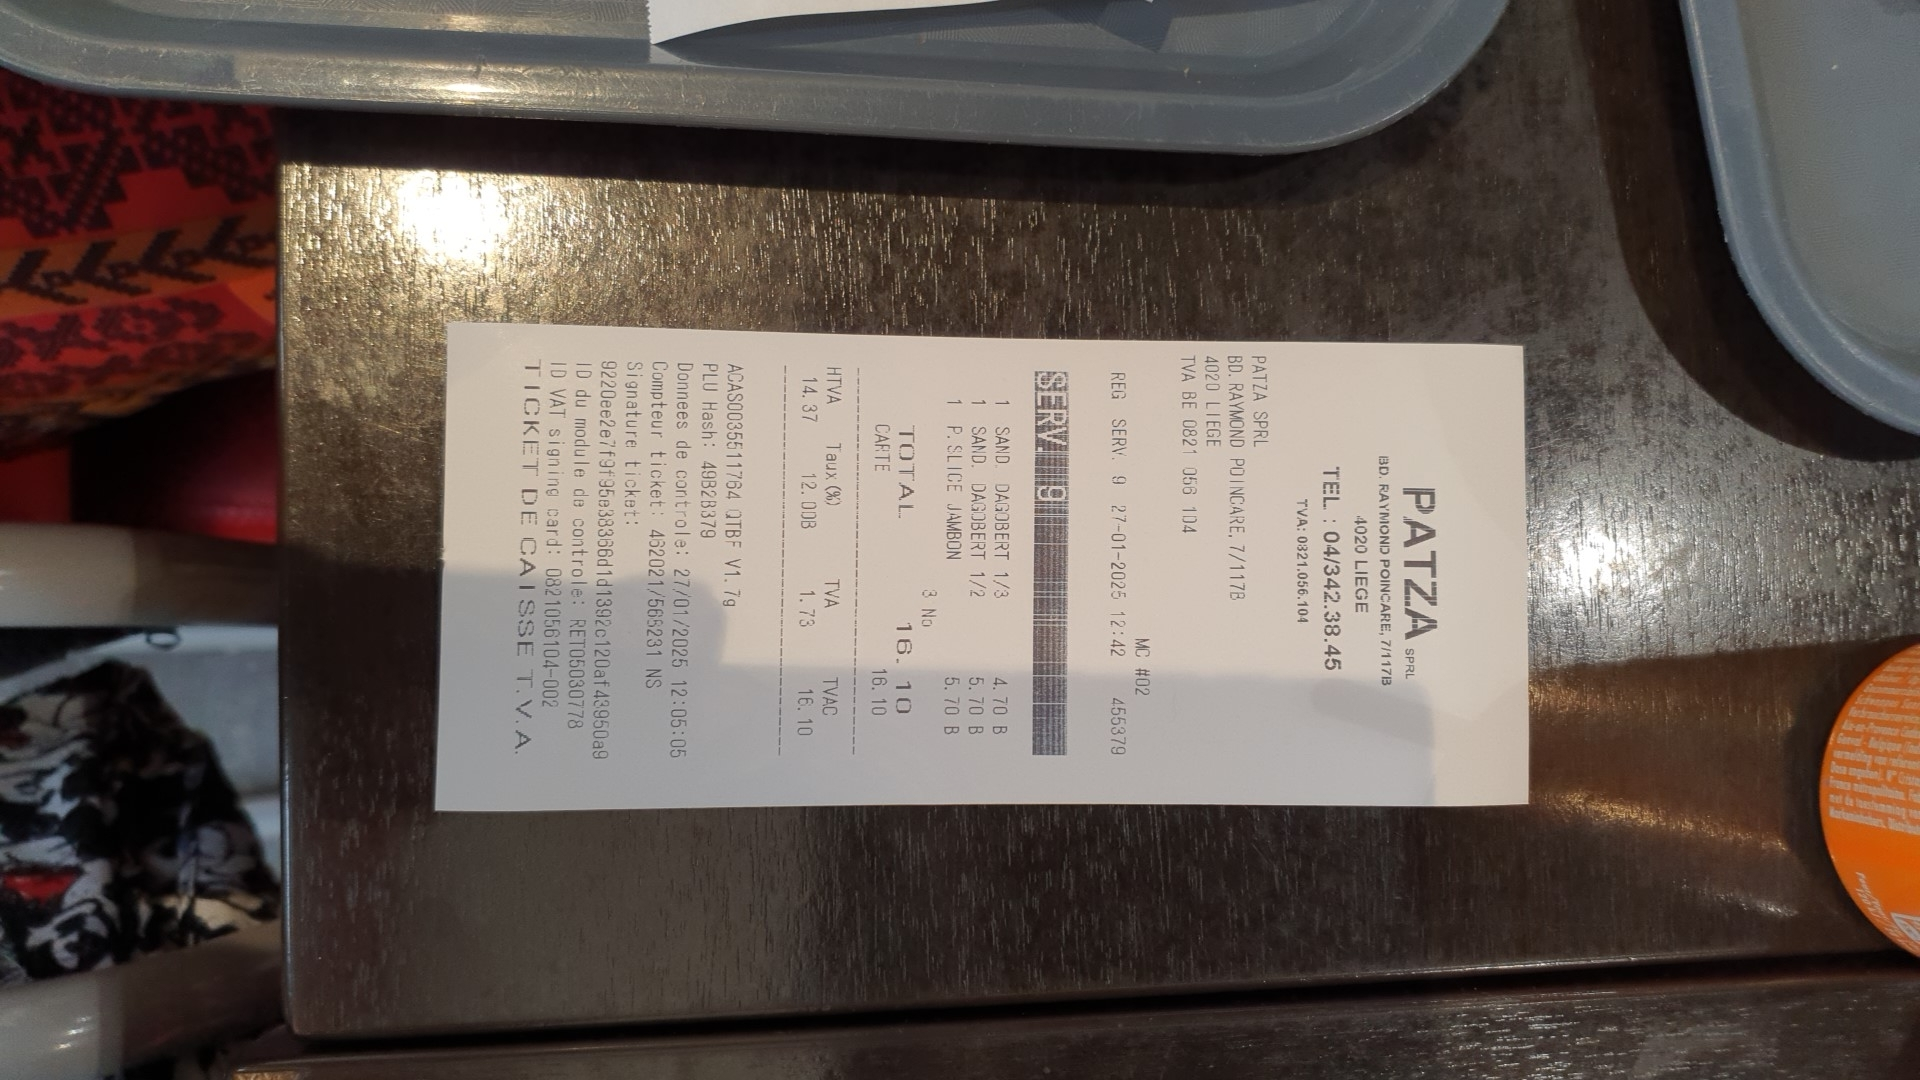 PATZA SPRL
BD. RAYMOND POINCARE, 7/117B
4020 LIEGE
TEL : 04/342.38.45
TVA: 0821.056.104
PATZA SPRL
BD. RAYMOND POINCARE, 7/117B
4020 LIEGE
TVA BE 0821 056 104
MC #02
REG SERV. 9 27-01-2025 12:42 455379
SERV. 9
1 SAND. DAGOBERT 1/3 4.70 B
1 SAND. DAGOBERT 1/2 5.70 B
1 P.SLICE JAMBON 5.70 B
3 No
TOTAL 16.10
CARTE 16.10
HTVA Taux(%) TVA TVAC
14.37 12.00B 1.73 16.10
ACAS0035511764 QTBF V1.7g
PLU Hash: 49B2B379
Donnees de controle: 27/01/2025 12:05:05
Compteur ticket: 462021/565231 NS
Signature ticket:
ID du module de controle: RET05030778
ID VAT signing card: 0821056104-002
TICKET DE CAISSE T.V.A.